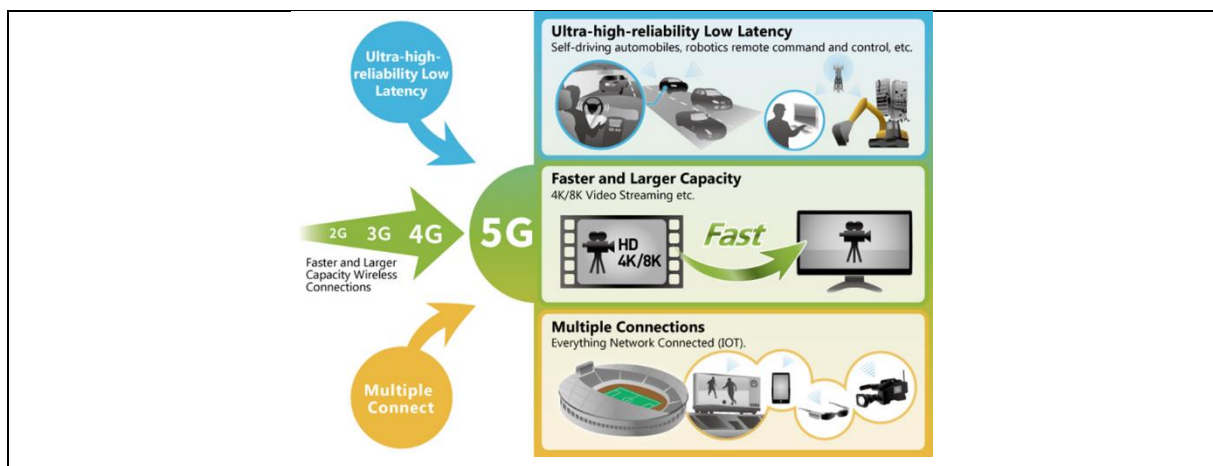 Ultra-high-
reliability Low
Latency
2G 3G 4G
Faster and Larger
Capacity Wireless
Connections
Multiple
Connect
5G
Ultra-high-reliability Low Latency
Self-driving automobiles, robotics remote command and control, etc.
Faster and Larger Capacity
4K/8K Video Streaming etc.
HD
4K/8K
Fast
Multiple Connections
Everything Network Connected (IOT).